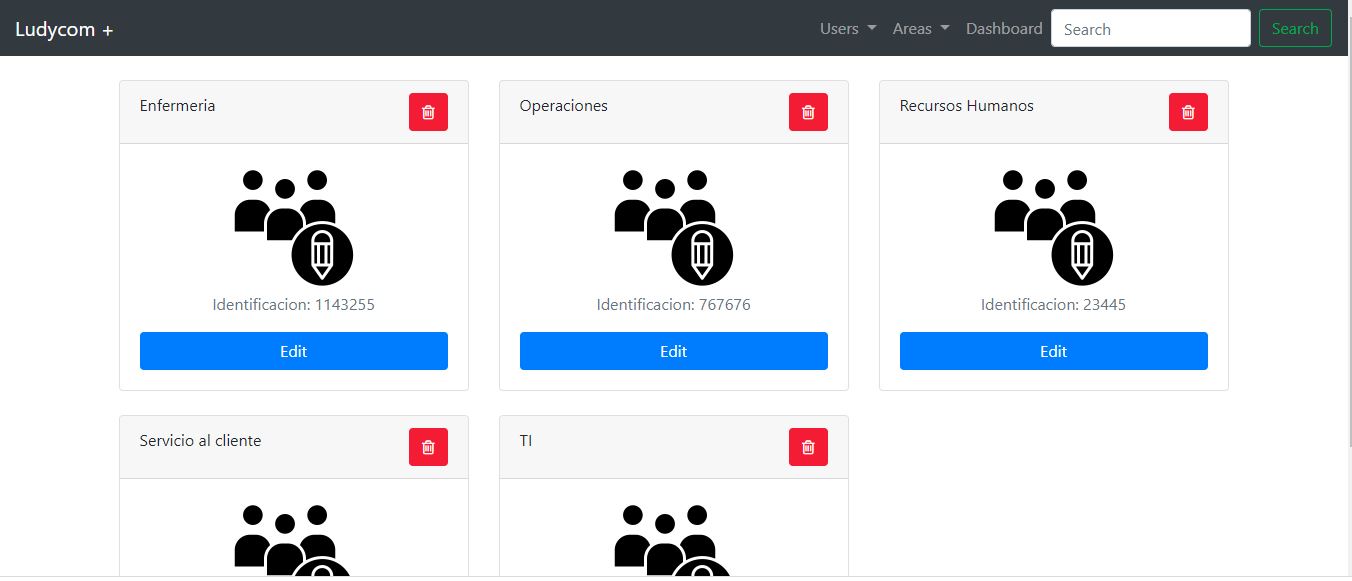 Ludycom +
Users
Areas
Dashboard
Search
Search
Enfermeria
Operaciones
Recursos Humanos
Identificacion: 1143255
Identificacion: 767676
Identificacion: 23445
Edit
Edit
Edit
Servicio al cliente
TI